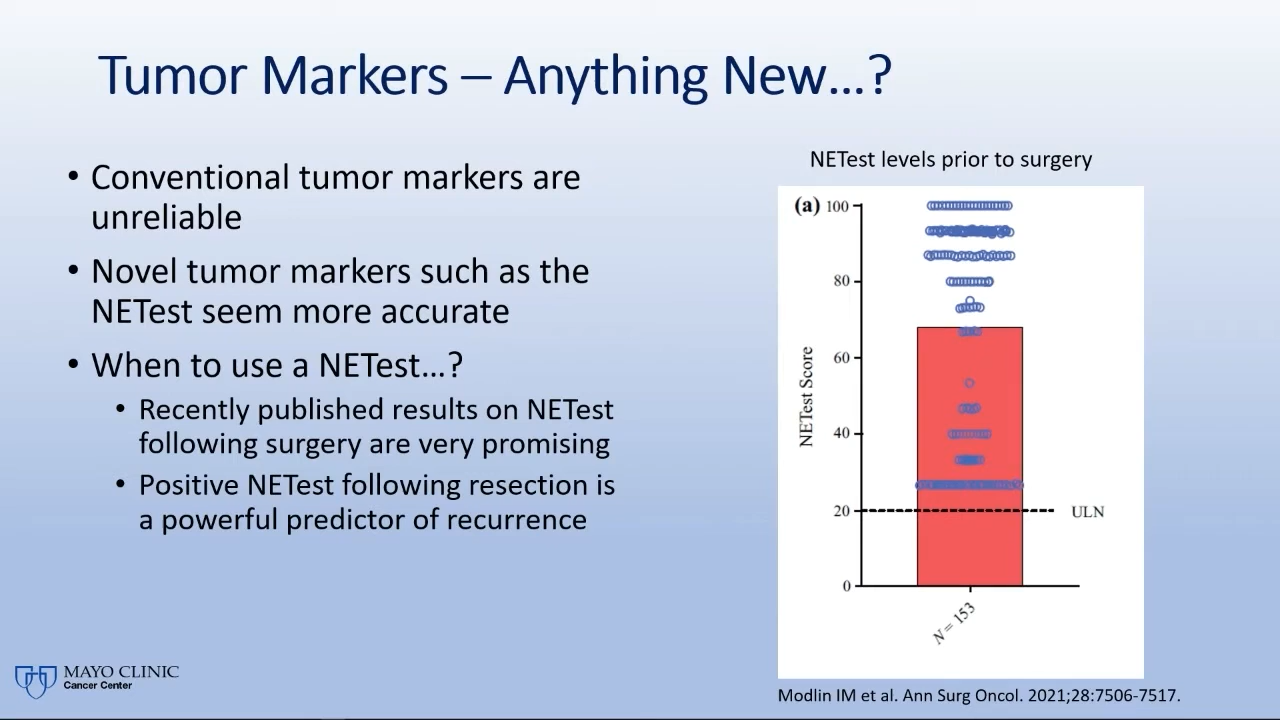 Tumor Markers – Anything New...?
• Conventional tumor markers are
unreliable
• Novel tumor markers such as the
NETest seem more accurate
• When to use a NETest...?
• Recently published results on NETest
following surgery are very promising
• Positive NETest following resection is
a powerful predictor of recurrence
NETest levels prior to surgery
(a)
100
80
60
40
20
0
NETest Score
ULN
N = 153
MAYO CLINIC
Cancer Center
Modlin IM et al. Ann Surg Oncol. 2021;28:7506-7517.